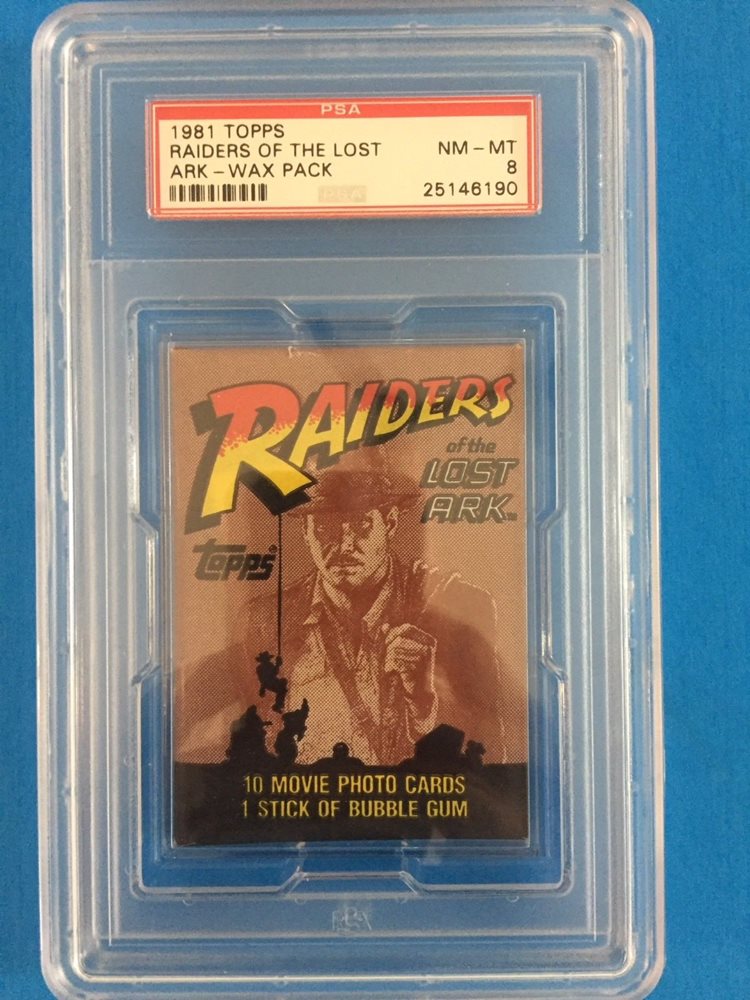 PSA
1981 TOPPS
RAIDERS OF THE LOST NM-MT
ARK-WAX PACK 8
PSA 25146190
RAIDERS
of the
LOST
ARK™
Topps®
10 MOVIE PHOTO CARDS
1 STICK OF BUBBLE GUM
PSA